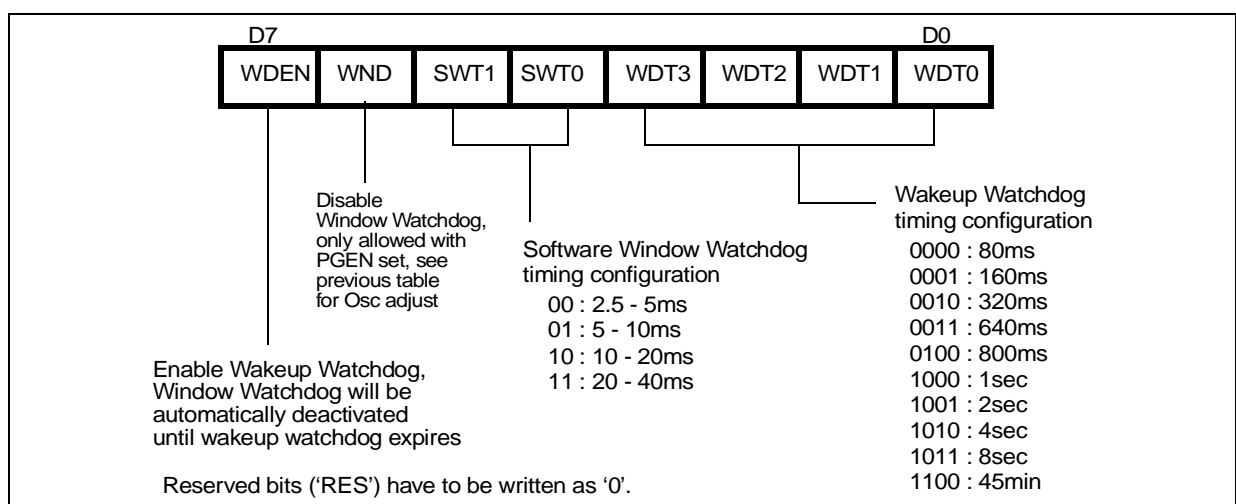 D7 D0
WDEN WND SWT1 SWT0 WDT3 WDT2 WDT1 WDT0
Disable
Window Watchdog,
only allowed with
PGEN set, see
previous table
for Osc adjust
Software Window Watchdog
timing configuration
00 : 2.5 - 5ms
01 : 5 - 10ms
10 : 10 - 20ms
11 : 20 - 40ms
Wakeup Watchdog
timing configuration
0000 : 80ms
0001 : 160ms
0010 : 320ms
0011 : 640ms
0100 : 800ms
1000 : 1sec
1001 : 2sec
1010 : 4sec
1011 : 8sec
1100 : 45min
Enable Wakeup Watchdog,
Window Watchdog will be
automatically deactivated
until wakeup watchdog expires
Reserved bits (‘RES’) have to be written as ‘0’.